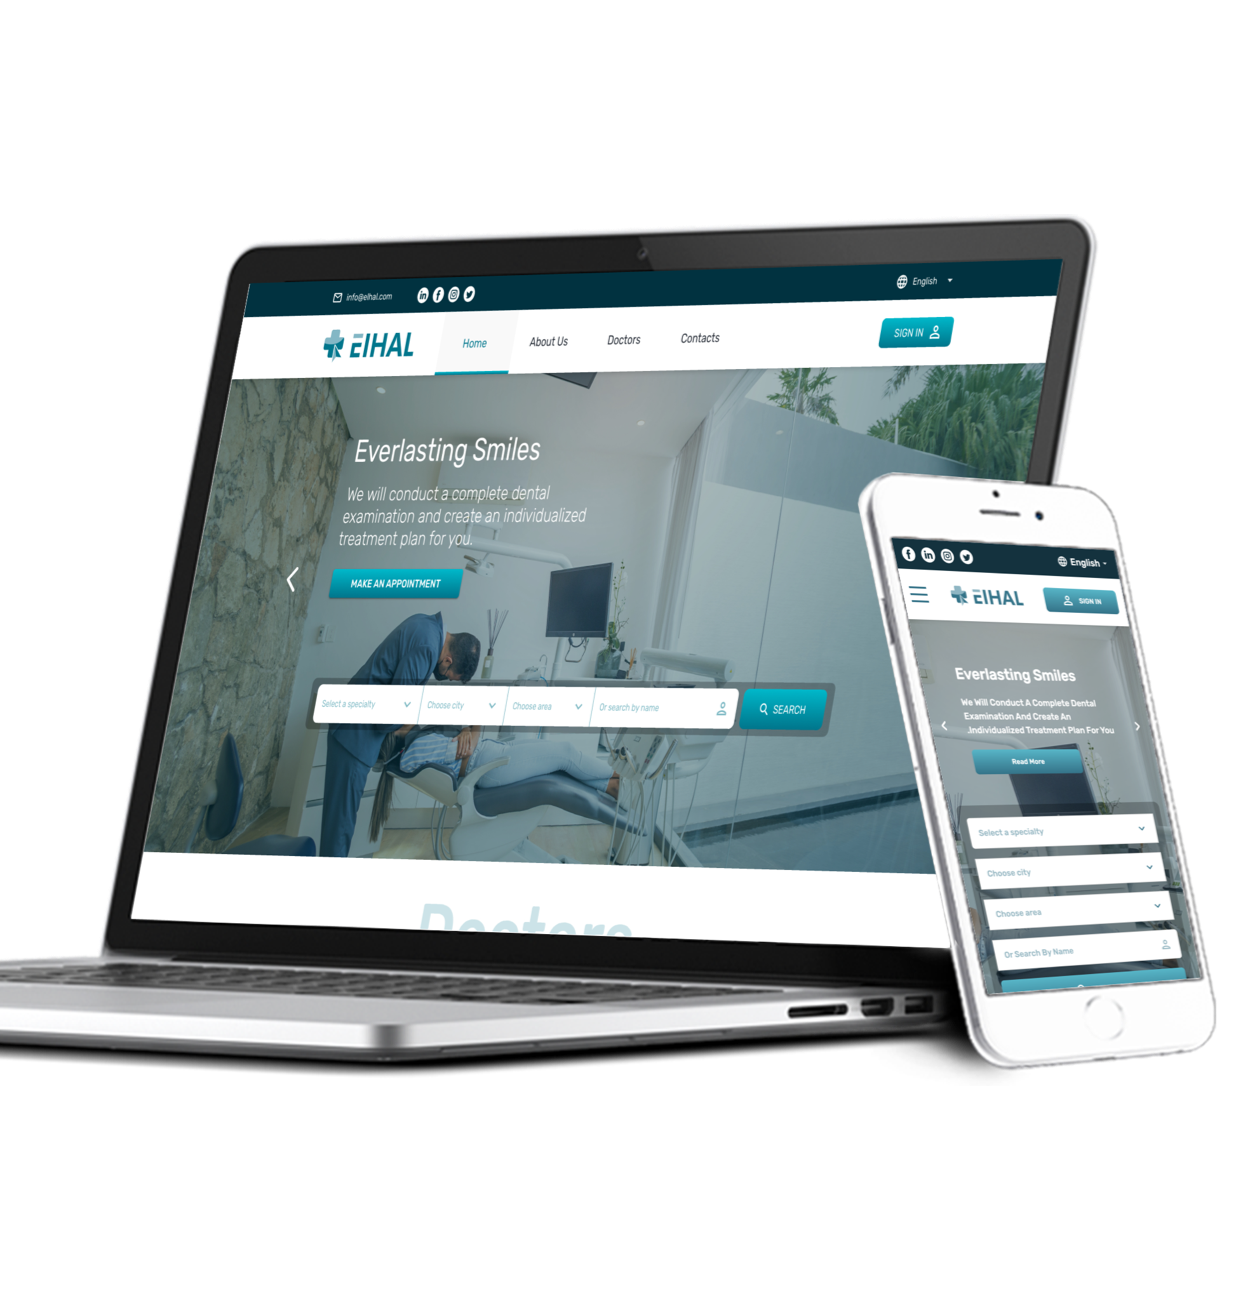 info@elhal.com
English
EIHAL
Home
About Us
Doctors
Contacts
SIGN IN
Everlasting Smiles
We will conduct a complete dental
examination and create an individualized
treatment plan for you.
MAKE AN APPOINTMENT
Select a specialty
Choose city
Choose area
Or search by name
SEARCH
Doctors
English
EIHAL
SIGN IN
Everlasting Smiles
We Will Conduct A Complete Dental
Examination And Create An
.Individualized Treatment Plan For You
Read More
Select a specialty
Choose city
Choose area
Or Search By Name